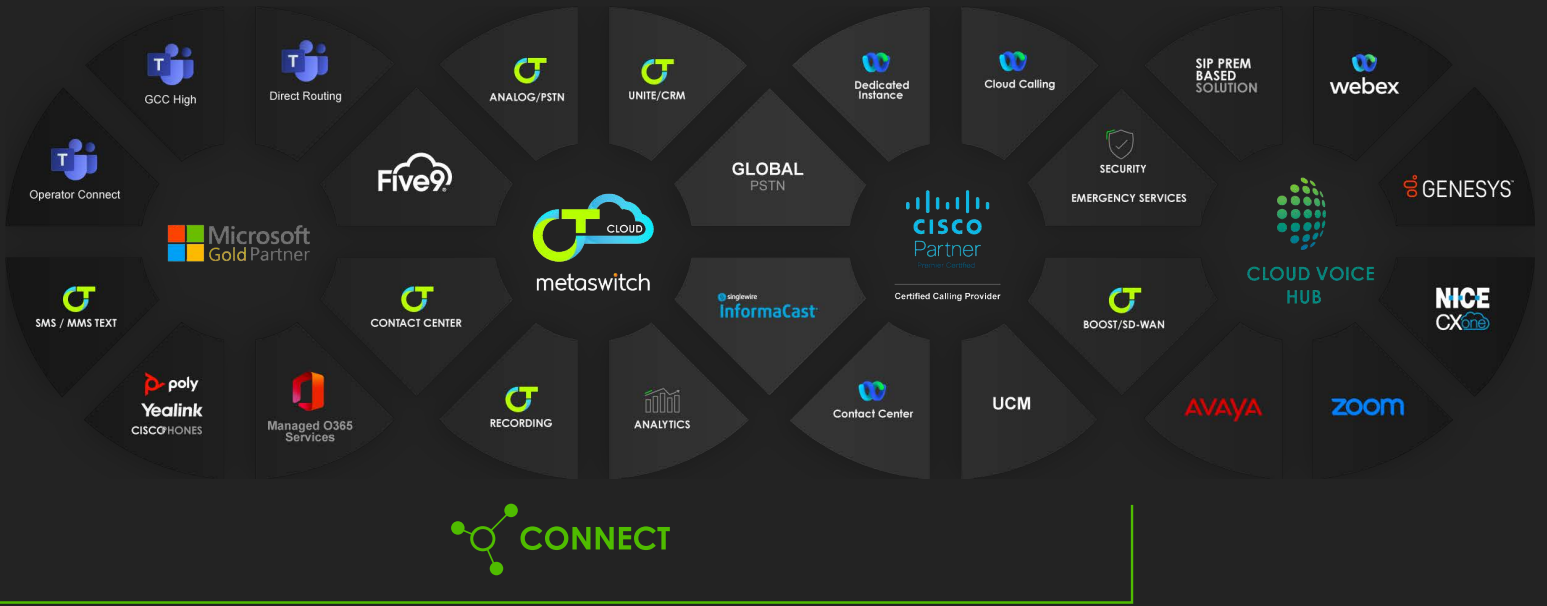 GCC High
Direct Routing
Operator Connect
Five9
Microsoft
Gold Partner
SMS / MMS TEXT
CONTACT CENTER
poly
Yealink
CISCO PHONES
Managed O365
Services
ANALOG/PSTN
UNITE/CRM
CLOUD
metaswitch
RECORDING
ANALYTICS
GLOBAL
PSTN
singlewire
InformaCast
Dedicated
Instance
Cloud Calling
CISCO
Partner
Premier Certified
Certified Calling Provider
Contact Center
UCM
SECURITY
EMERGENCY SERVICES
BOOST/SD-WAN
SIP PREM
BASED
SOLUTION
webex
GENESYS
CLOUD VOICE
HUB
NICE
CXone
AVAYA
zoom
CONNECT